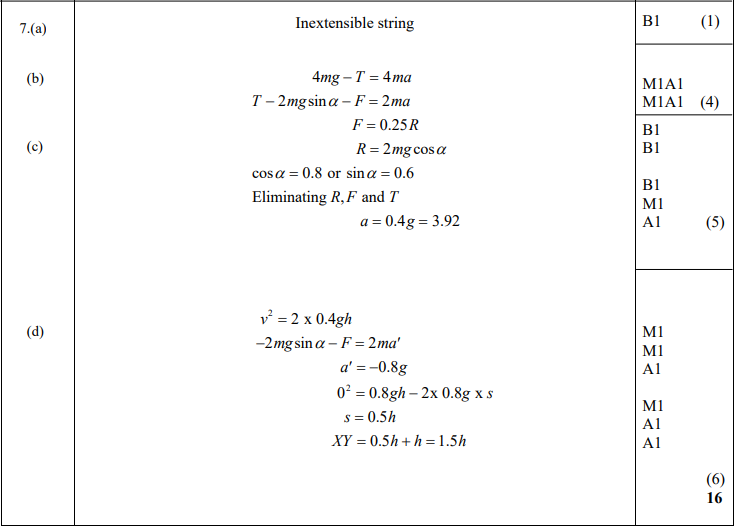 7.(a) Inextensible string B1 (1)
(b) 4mg − T = 4ma M1A1
T − 2mg sin α − F = 2ma M1A1 (4)
F = 0.25R B1
(c) R = 2mg cos α B1
cos α = 0.8 or sin α = 0.6 B1
Eliminating R, F and T M1
a = 0.4g = 3.92 A1 (5)
v² = 2 x 0.4gh
(d) M1
−2mg sin α − F = 2ma′ M1
a′ = −0.8g A1
0² = 0.8gh − 2x 0.8g x s M1
s = 0.5h A1
XY = 0.5h + h = 1.5h A1
(6)
16